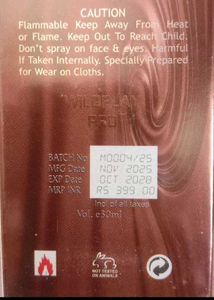 CAUTION
Flammable Keep Away From Heat
or Flame. Keep Out To Reach Child.
Don't spray on face & eyes. Harmful
If Taken Internally. Specially Prepared
for Wear on Cloths.
BATCH No M0004/25
MFG Date NOV 2025
EXP Date OCT 2028
MRP INR RS 399 00
Incl of all taxes
Vol. e30ml
NOT TESTED
ON ANIMALS